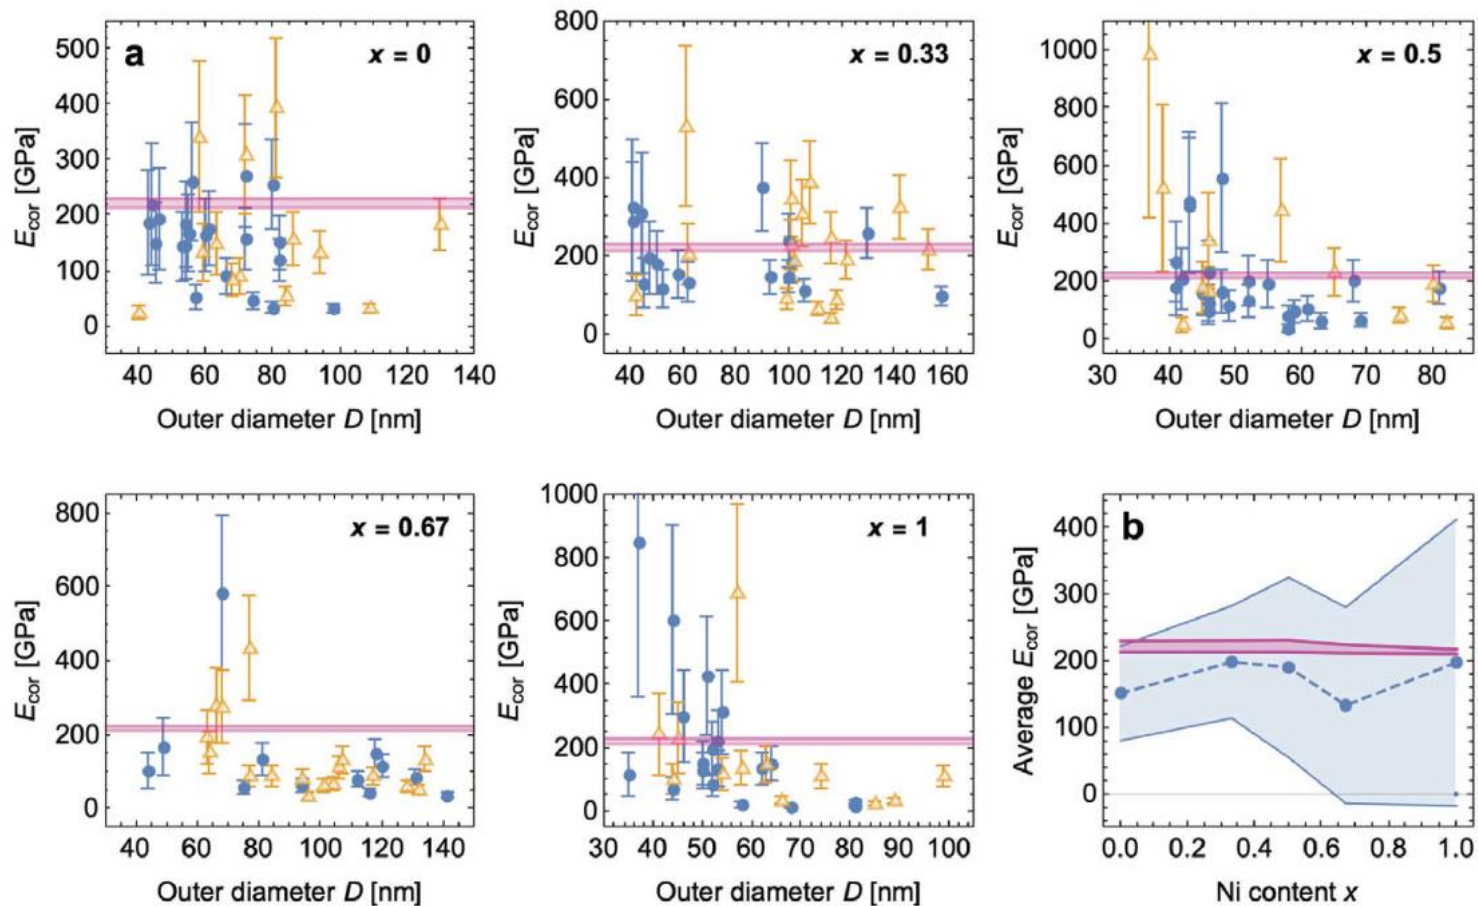 a
x = 0
500
400
300
200
100
0
E_cor [GPa]
40 60 80 100 120 140
Outer diameter D [nm]
x = 0.33
800
600
400
200
0
E_cor [GPa]
40 60 80 100 120 140 160
Outer diameter D [nm]
x = 0.5
1000
800
600
400
200
0
E_cor [GPa]
30 40 50 60 70 80
Outer diameter D [nm]
x = 0.67
800
600
400
200
0
E_cor [GPa]
40 60 80 100 120 140
Outer diameter D [nm]
x = 1
1000
800
600
400
200
0
E_cor [GPa]
30 40 50 60 70 80 90 100
Outer diameter D [nm]
b
400
300
200
100
0
Average E_cor [GPa]
0.0 0.2 0.4 0.6 0.8 1.0
Ni content x